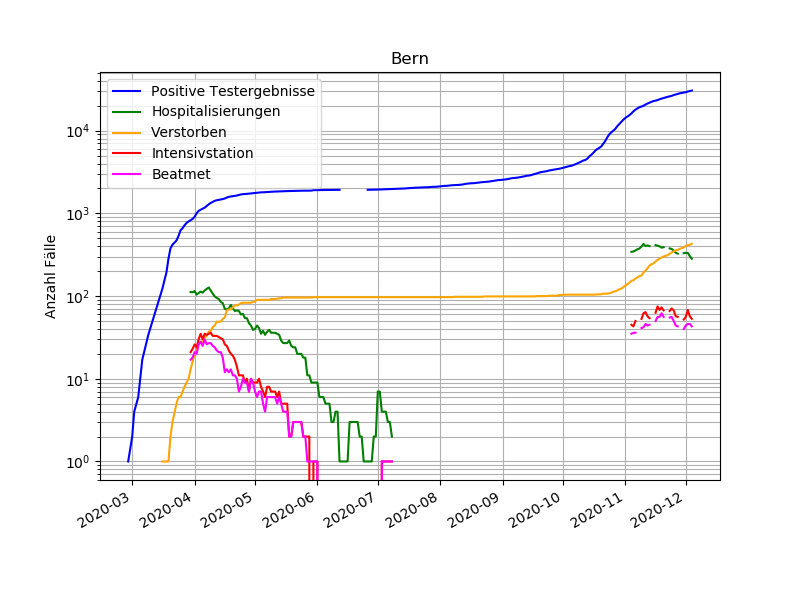 Bern
Positive Testergebnisse
Hospitalisierungen
Verstorben
Intensivstation
Beatmet
Anzahl Fälle
10^4
10^3
10^2
10^1
10^0
2020-03
2020-04
2020-05
2020-06
2020-07
2020-08
2020-09
2020-10
2020-11
2020-12